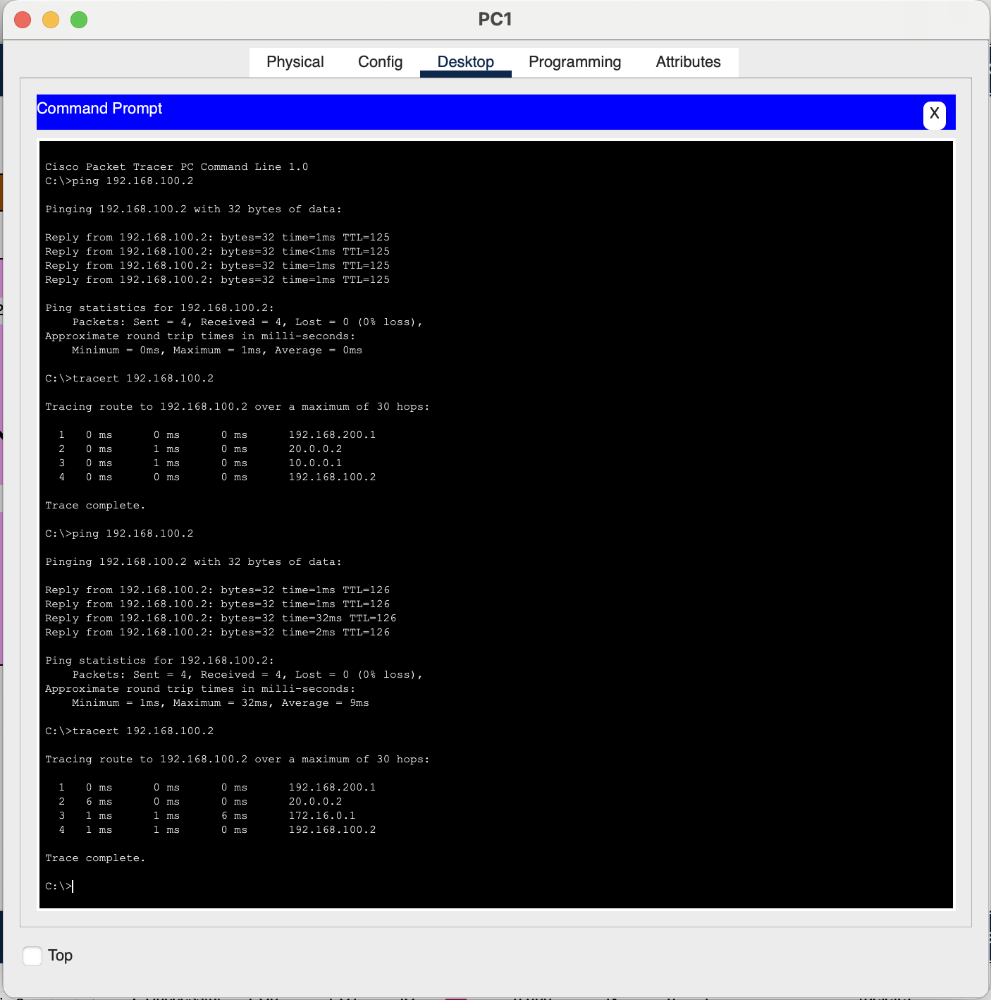 PC1
Physical Config Desktop Programming Attributes
Command Prompt
X
Cisco Packet Tracer PC Command Line 1.0
C:\>ping 192.168.100.2
Pinging 192.168.100.2 with 32 bytes of data:
Reply from 192.168.100.2: bytes=32 time=1ms TTL=125
Reply from 192.168.100.2: bytes=32 time<1ms TTL=125
Reply from 192.168.100.2: bytes=32 time=1ms TTL=125
Reply from 192.168.100.2: bytes=32 time=1ms TTL=125
Ping statistics for 192.168.100.2:
    Packets: Sent = 4, Received = 4, Lost = 0 (0% loss),
Approximate round trip times in milli-seconds:
    Minimum = 0ms, Maximum = 1ms, Average = 0ms
C:\>tracert 192.168.100.2
Tracing route to 192.168.100.2 over a maximum of 30 hops:
  1   0 ms      0 ms      0 ms      192.168.200.1
  2   0 ms      1 ms      0 ms      20.0.0.2
  3   0 ms      1 ms      0 ms      10.0.0.1
  4   0 ms      0 ms      0 ms      192.168.100.2
Trace complete.
C:\>ping 192.168.100.2
Pinging 192.168.100.2 with 32 bytes of data:
Reply from 192.168.100.2: bytes=32 time=1ms TTL=126
Reply from 192.168.100.2: bytes=32 time=1ms TTL=126
Reply from 192.168.100.2: bytes=32 time=32ms TTL=126
Reply from 192.168.100.2: bytes=32 time=2ms TTL=126
Ping statistics for 192.168.100.2:
    Packets: Sent = 4, Received = 4, Lost = 0 (0% loss),
Approximate round trip times in milli-seconds:
    Minimum = 1ms, Maximum = 32ms, Average = 9ms
C:\>tracert 192.168.100.2
Tracing route to 192.168.100.2 over a maximum of 30 hops:
  1   0 ms      0 ms      0 ms      192.168.200.1
  2   6 ms      0 ms      0 ms      20.0.0.2
  3   1 ms      1 ms      6 ms      172.16.0.1
  4   1 ms      1 ms      0 ms      192.168.100.2
Trace complete.
C:\>
Top